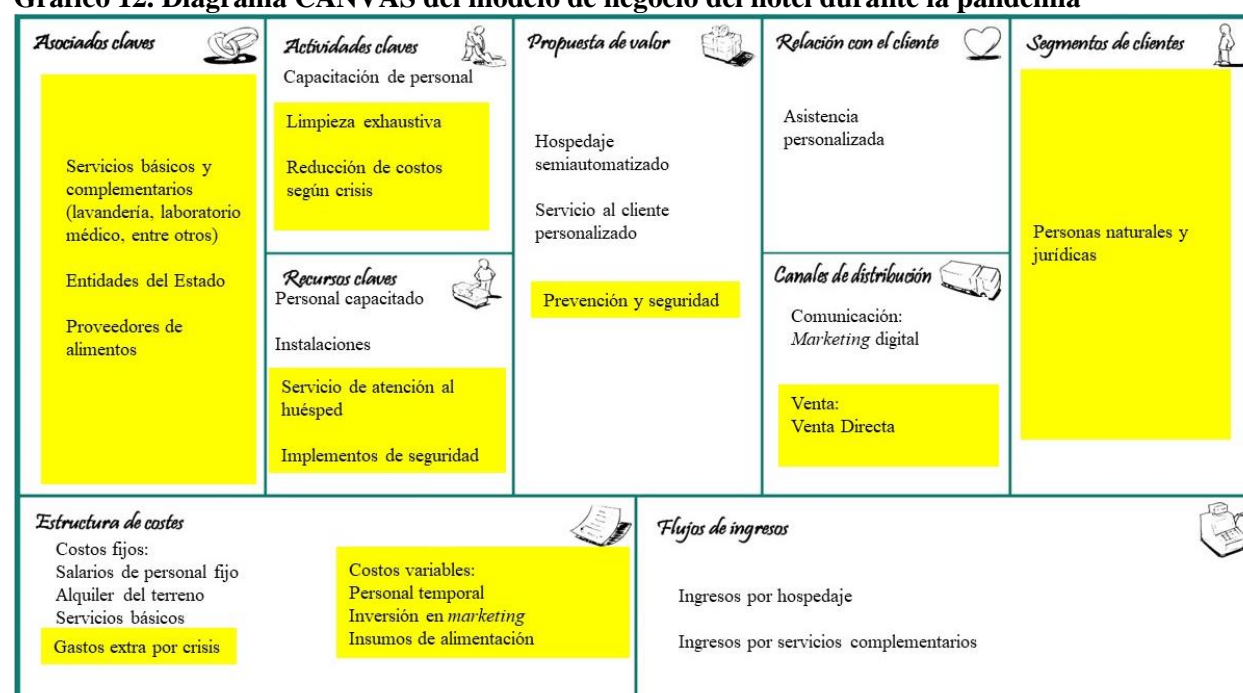 Gráfico 12. Diagrama CANVAS del modelo de negocio del hotel durante la pandemia
Asociados claves
Servicios básicos y
complementarios
(lavandería, laboratorio
médico, entre otros)
Entidades del Estado
Proveedores de
alimentos
Actividades claves
Capacitación de personal
Limpieza exhaustiva
Reducción de costos
según crisis
Recursos claves
Personal capacitado
Instalaciones
Servicio de atención al
huésped
Implementos de seguridad
Propuesta de valor
Hospedaje
semiautomatizado
Servicio al cliente
personalizado
Prevención y seguridad
Relación con el cliente
Asistencia
personalizada
Canales de distribución
Comunicación:
Marketing digital
Venta:
Venta Directa
Segmentos de clientes
Personas naturales y
jurídicas
Estructura de costes
Costos fijos:
Salarios de personal fijo
Alquiler del terreno
Servicios básicos
Gastos extra por crisis
Costos variables:
Personal temporal
Inversión en marketing
Insumos de alimentación
Flujos de ingresos
Ingresos por hospedaje
Ingresos por servicios complementarios